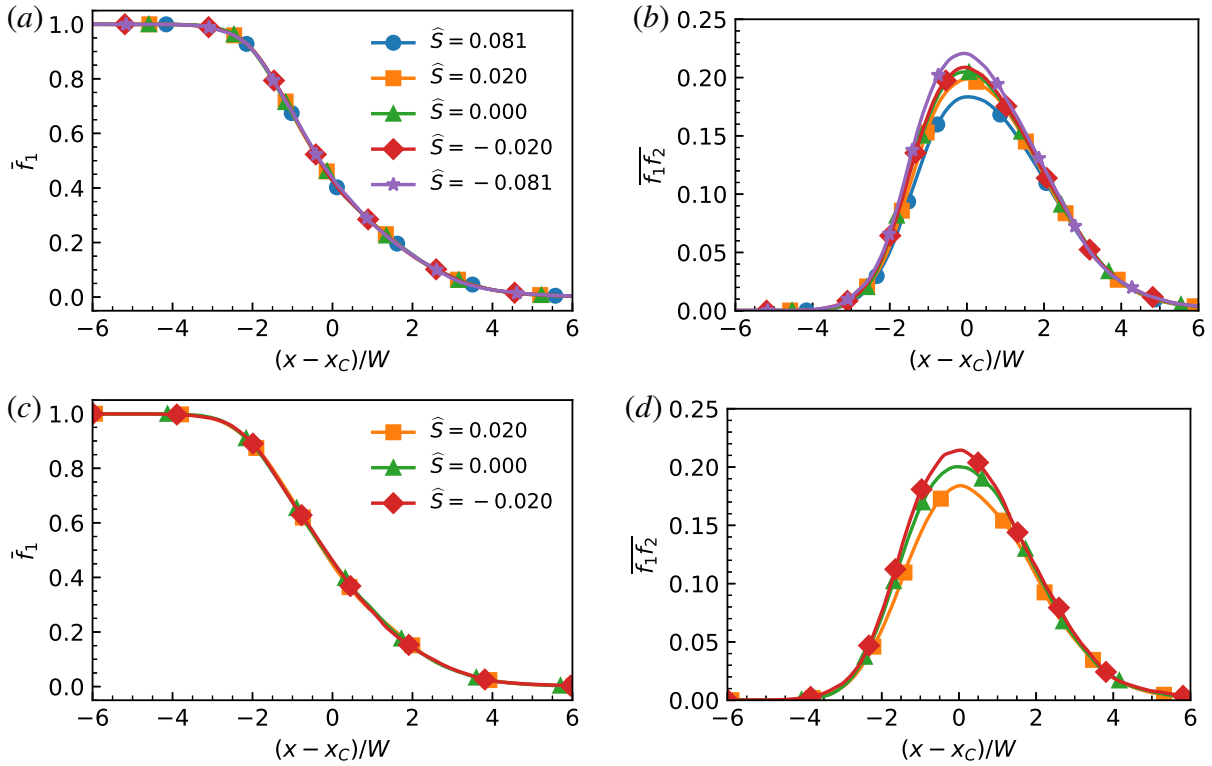 (a)
1.0
0.8
0.6
0.4
0.2
0.0
f̄₁
−6 −4 −2 0 2 4 6
(x − x_C)/W
Ŝ = 0.081
Ŝ = 0.020
Ŝ = 0.000
Ŝ = −0.020
Ŝ = −0.081
(b)
0.25
0.20
0.15
0.10
0.05
0.00
f₁f₂
−6 −4 −2 0 2 4 6
(x − x_C)/W
(c)
1.0
0.8
0.6
0.4
0.2
0.0
f̄₁
−6 −4 −2 0 2 4 6
(x − x_C)/W
Ŝ = 0.020
Ŝ = 0.000
Ŝ = −0.020
(d)
0.25
0.20
0.15
0.10
0.05
0.00
f₁f₂
−6 −4 −2 0 2 4 6
(x − x_C)/W